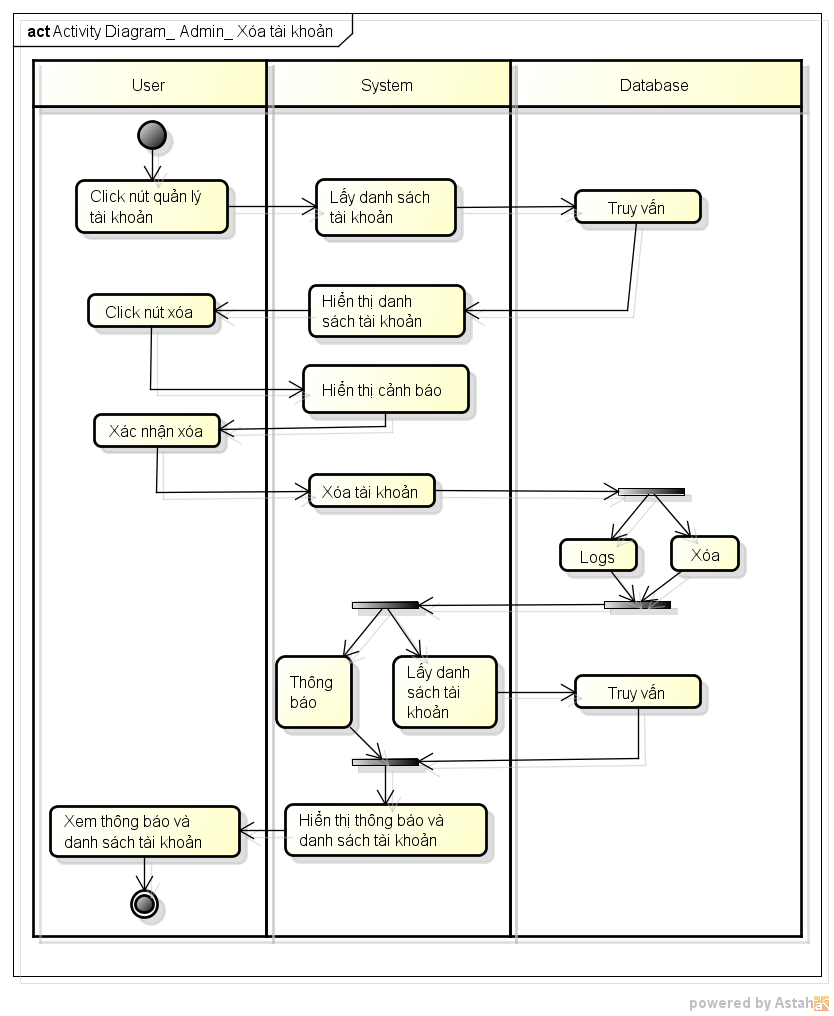 act Activity Diagram_ Admin_ Xóa tài khoản
User
System
Database
Click nút quản lý
tài khoản
Lấy danh sách
tài khoản
Truy vấn
Hiển thị danh
sách tài khoản
Click nút xóa
Hiển thị cảnh báo
Xác nhận xóa
Xóa tài khoản
Logs
Xóa
Thông
báo
Lấy danh
sách tài
khoản
Truy vấn
Hiển thị thông báo và
danh sách tài khoản
Xem thông báo và
danh sách tài khoản
powered by Astah